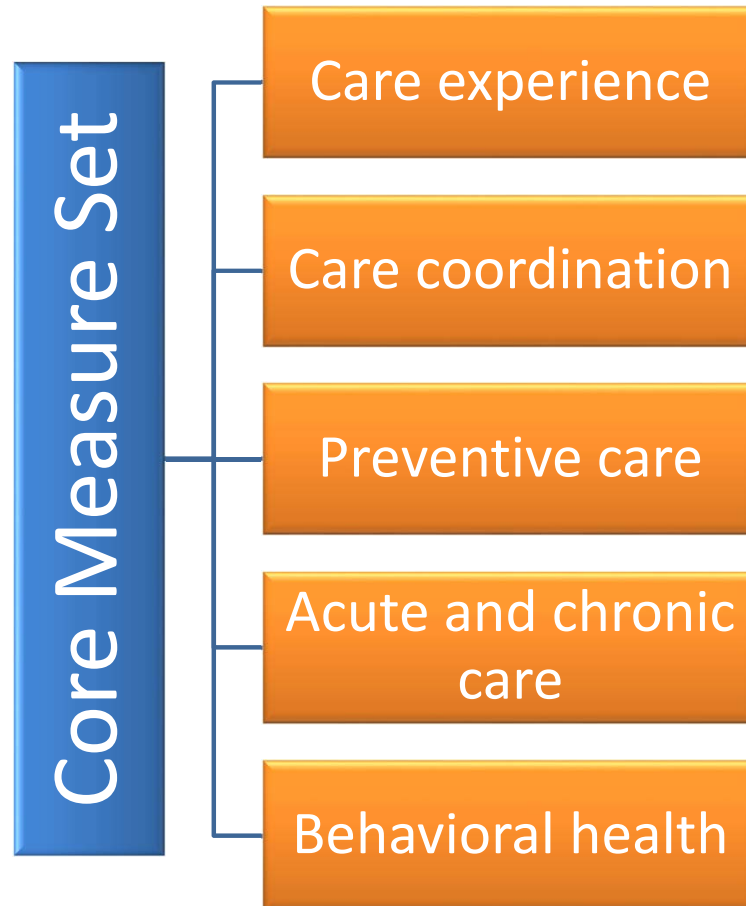 Core Measure Set
Care experience
Care coordination
Preventive care
Acute and chronic
care
Behavioral health